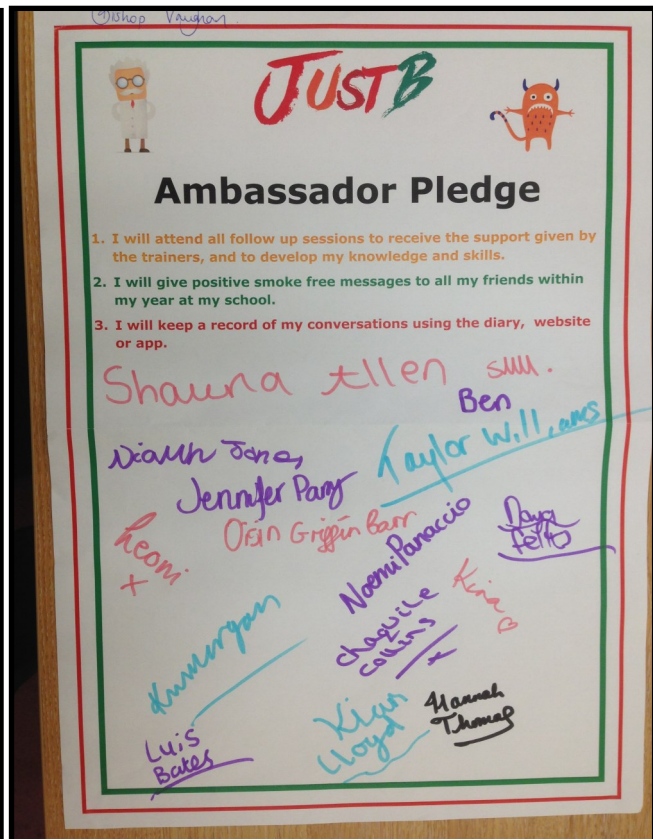 Bishop Vaughan
JUST B
Ambassador Pledge
1. I will attend all follow up sessions to receive the support given by
the trainers, and to develop my knowledge and skills.
2. I will give positive smoke free messages to all my friends within
my year at my school.
3. I will keep a record of my conversations using the diary, website
or app.
Shauna Allen
Ben
Taylor Williams
Niamh Jones
Jennifer Parry
Oisin Griffin Barr
Noemi Panaccio
Kina
Chaquile
Collins
Kian
Lloyd
Hannah
Thomas
Luis
Bates